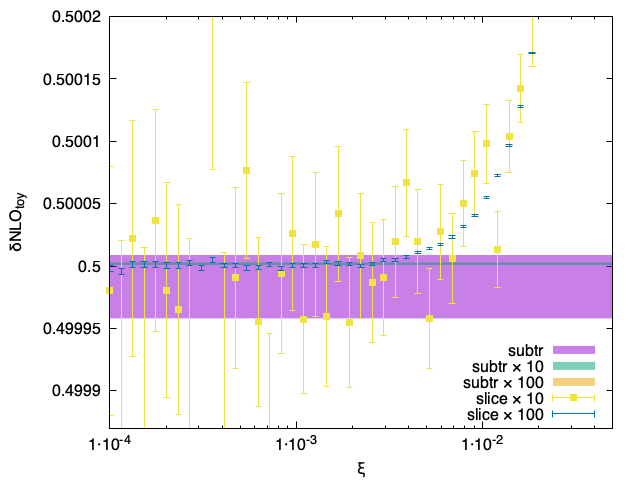 0.5002
0.50015
0.5001
0.50005
0.5
0.49995
0.4999
δNLOtoy
subtr
subtr × 10
subtr × 100
slice × 10
slice × 100
1·10-4 1·10-3 1·10-2
ξ